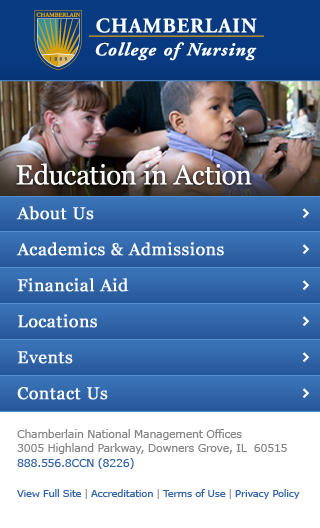 CHAMBERLAIN
College of Nursing
1889
Education in Action
About Us
Academics & Admissions
Financial Aid
Locations
Events
Contact Us
Chamberlain National Management Offices
3005 Highland Parkway, Downers Grove, IL 60515
888.556.8CCN (8226)
View Full Site | Accreditation | Terms of Use | Privacy Policy